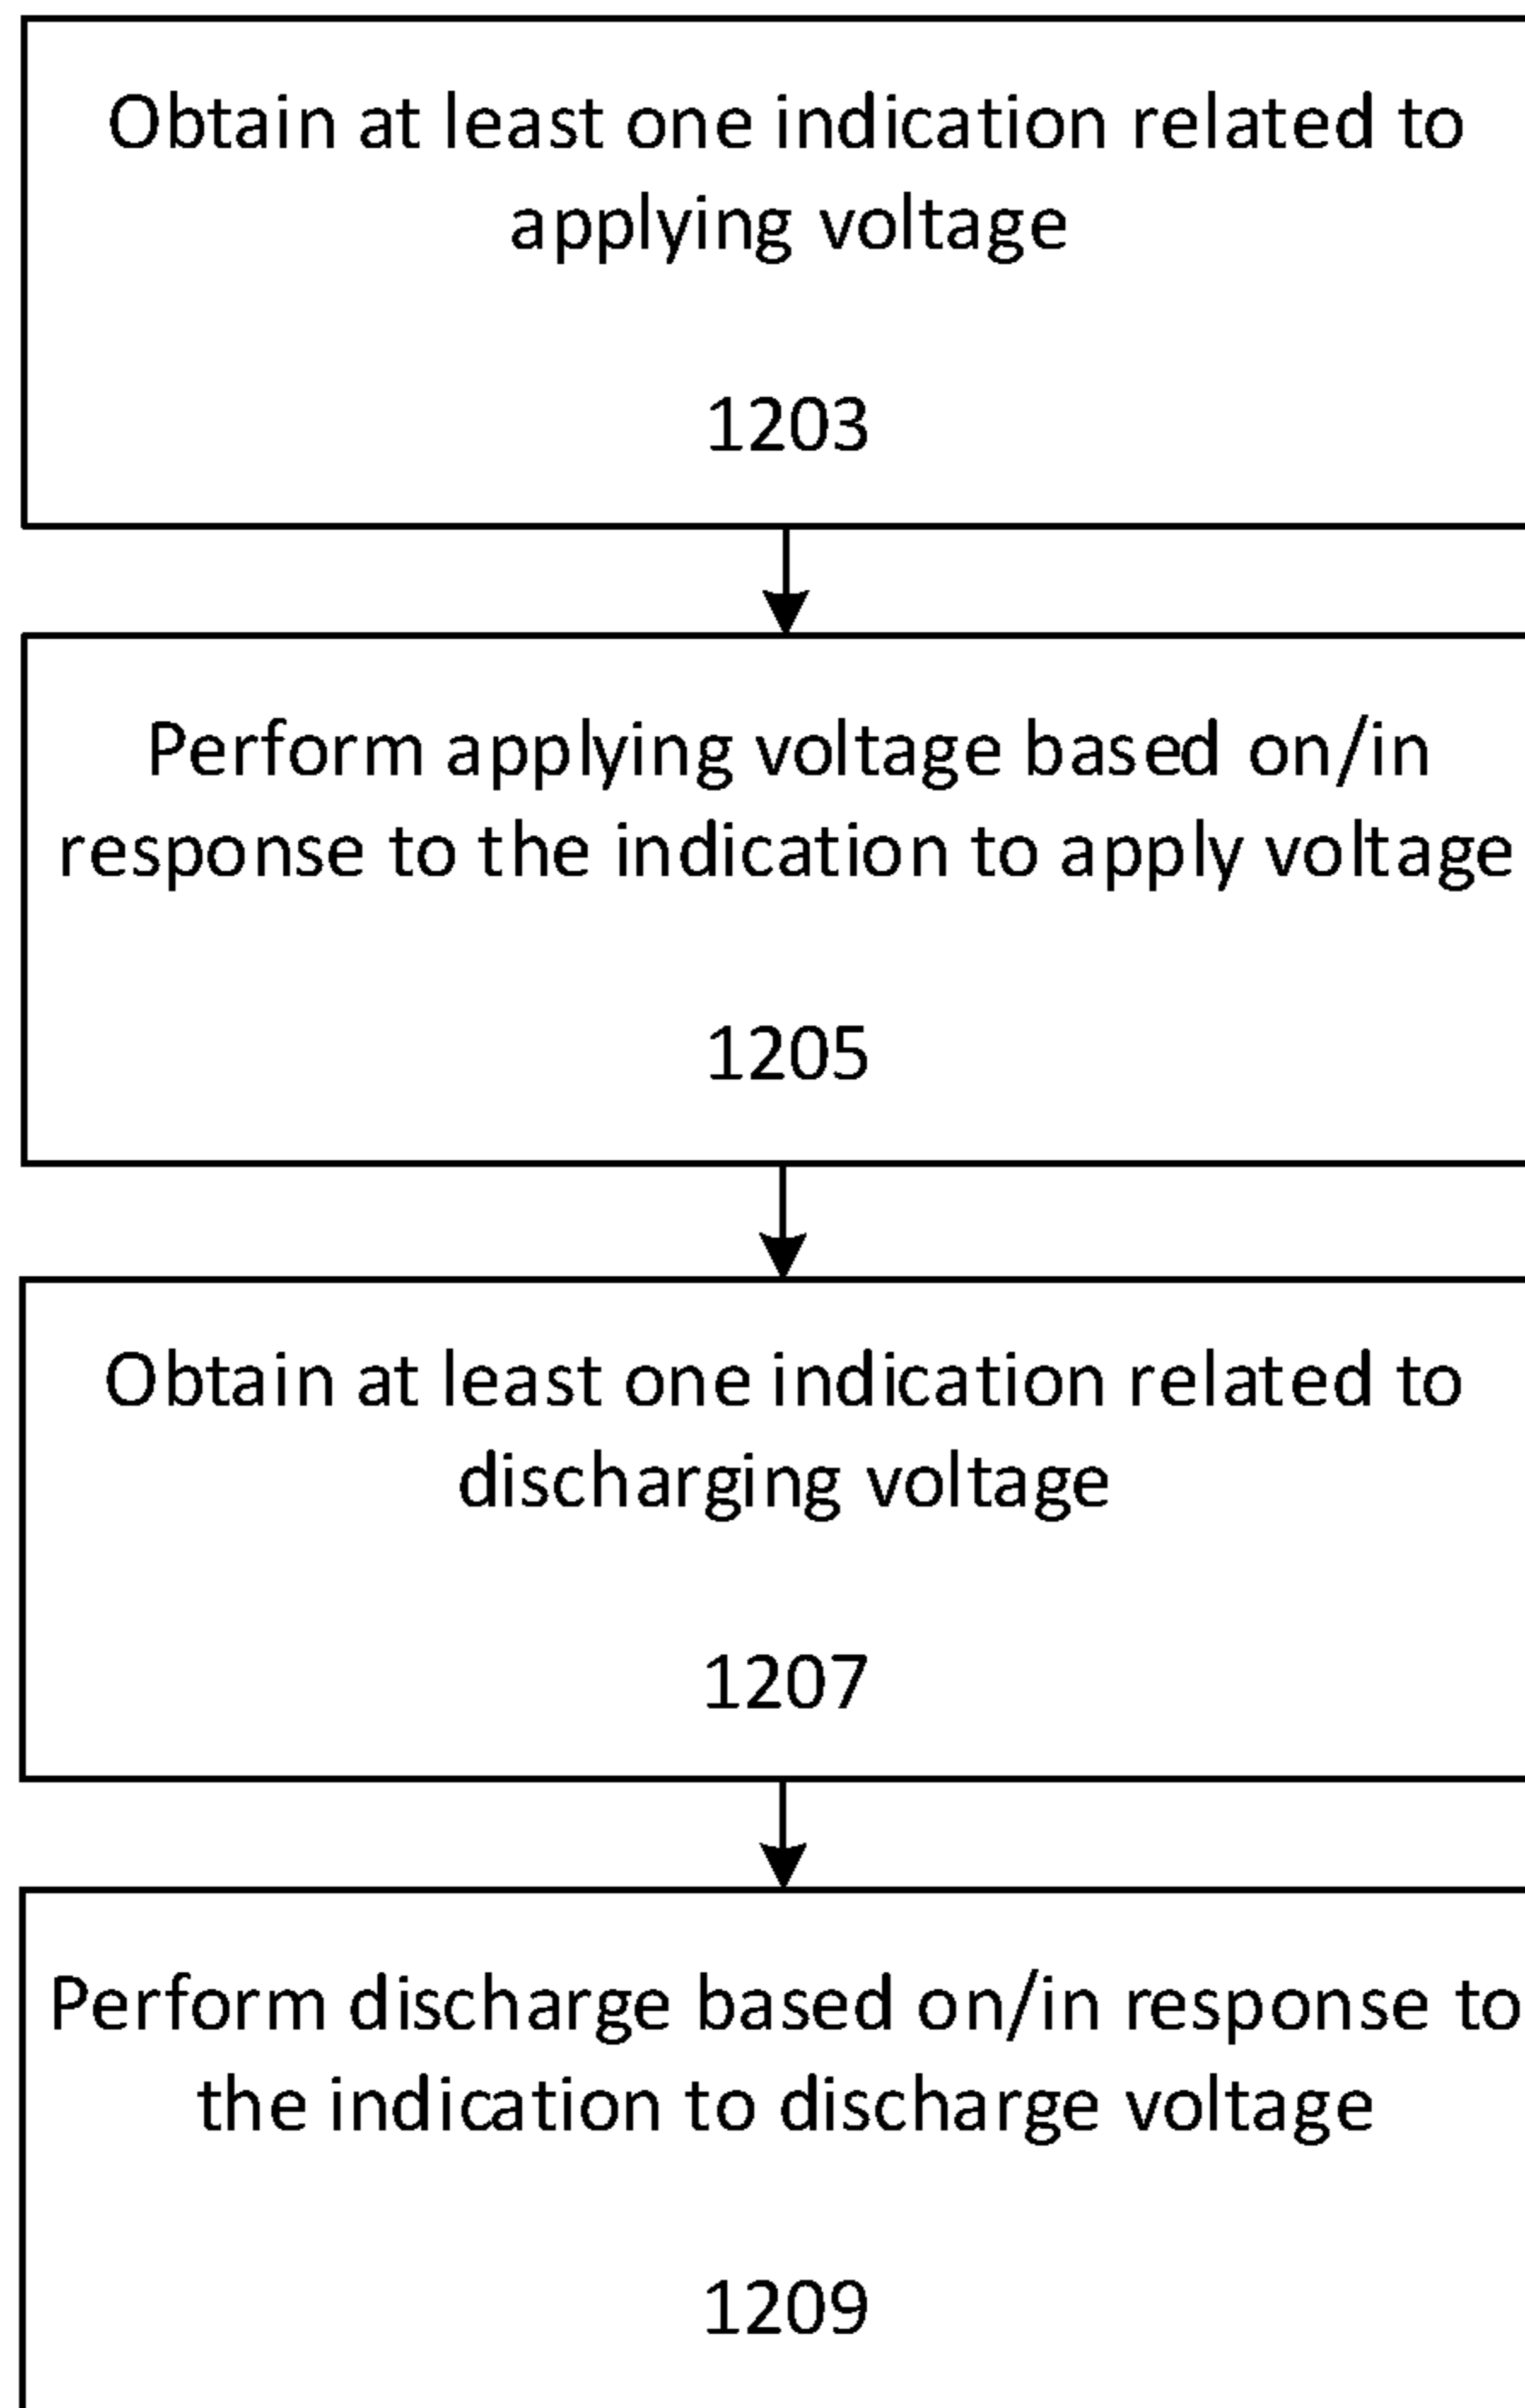 Obtain at least one indication related to
applying voltage
1203
Perform applying voltage based on/in
response to the indication to apply voltage
1205
Obtain at least one indication related to
discharging voltage
1207
Perform discharge based on/in response to
the indication to discharge voltage
1209